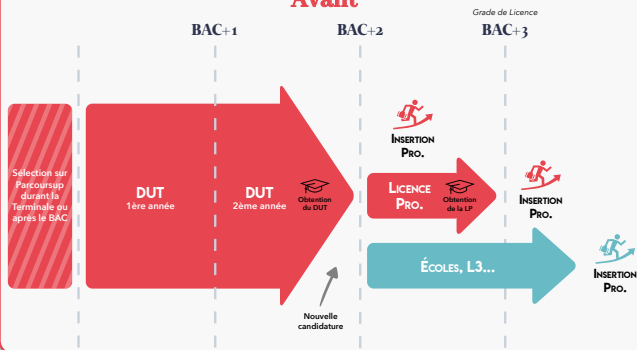 Avant
Grade de Licence
BAC+1
BAC+2
BAC+3
Sélection sur
Parcoursup
durant la
Terminale ou
après le BAC
DUT
1ère année
DUT
2ème année
Obtention
du DUT
Insertion
Pro.
Licence
Pro.
Obtention
de la LP
Insertion
Pro.
Écoles, L3...
Insertion
Pro.
Nouvelle
candidature